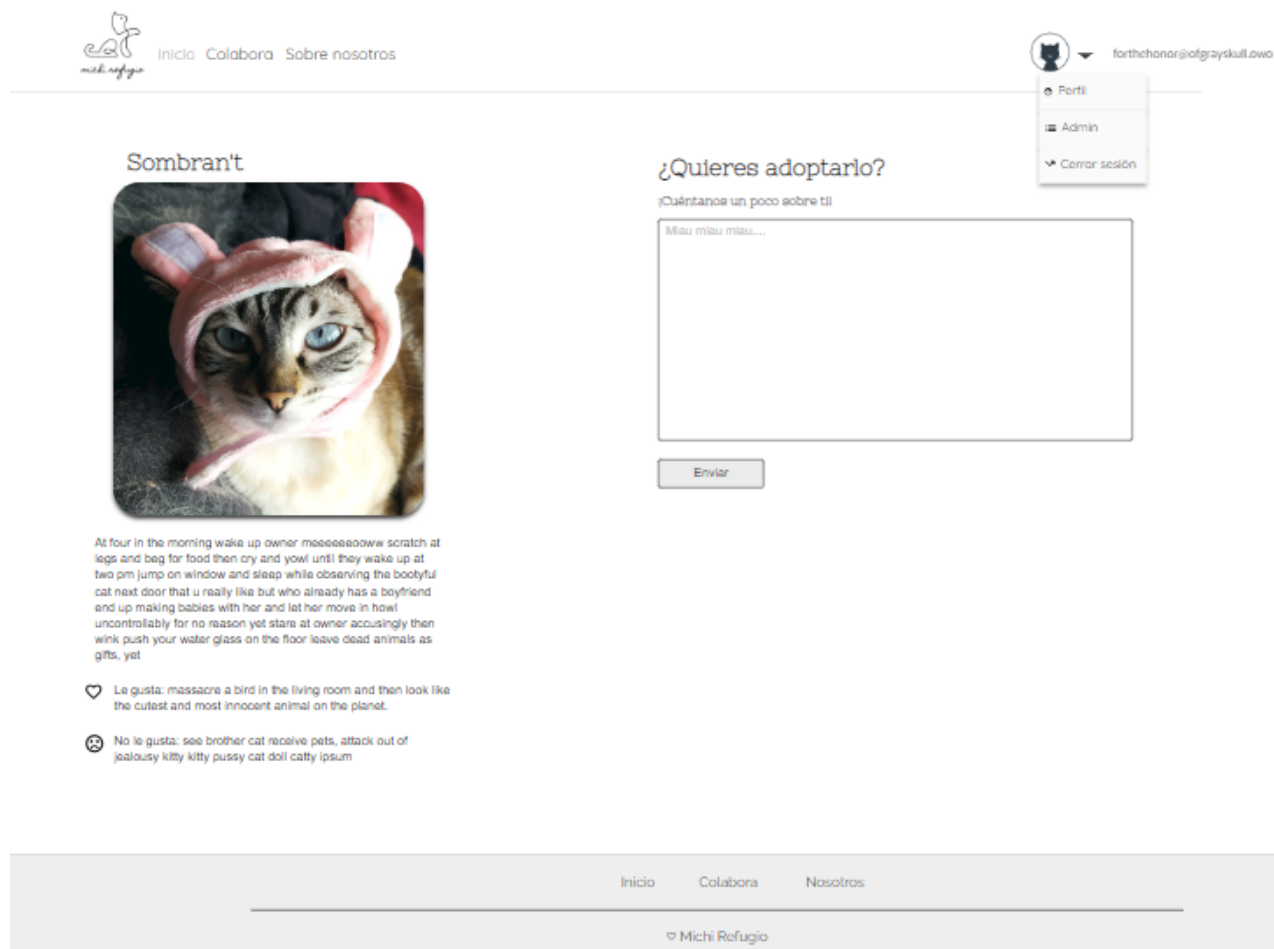 michi refugio
Inicio Colabora Sobre nosotros
forthehonor@ofgrayskull.owo
Perfil
Admin
Cerrar sesión
Sombran't
¿Quieres adoptarlo?
¡Cuéntanos un poco sobre ti!
Miau miau miau....
Enviar
At four in the morning wake up owner meeeeeeooww scratch at
legs and beg for food then cry and yowl until they wake up at
two pm jump on window and sleep while observing the bootyful
cat next door that u really like but who already has a boyfriend
end up making babies with her and let her move in howl
uncontrollably for no reason yet stare at owner accusingly then
wink push your water glass on the floor leave dead animals as
gifts, yet
Le gusta: massacre a bird in the living room and then look like
the cutest and most innocent animal on the planet.
No le gusta: see brother cat receive pets, attack out of
jealousy kitty kitty pussy cat doll catty ipsum
Inicio Colabora Nosotros
Michi Refugio